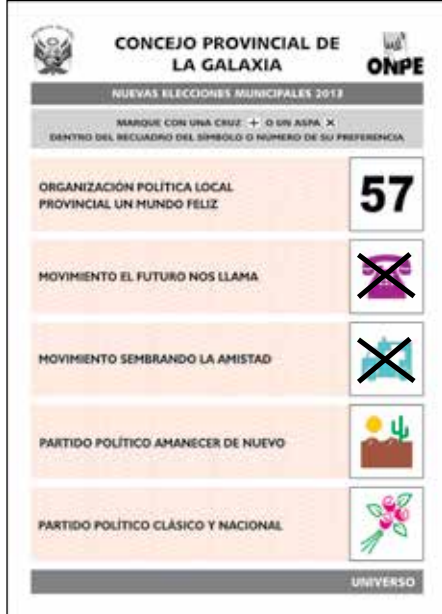 CONCEJO PROVINCIAL DE
LA GALAXIA
ONPE
NUEVAS ELECCIONES MUNICIPALES 2013
MARQUE CON UNA CRUZ + O UN ASPA X
DENTRO DEL RECUADRO DEL SÍMBOLO O NÚMERO DE SU PREFERENCIA
ORGANIZACIÓN POLÍTICA LOCAL
PROVINCIAL UN MUNDO FELIZ
57
MOVIMIENTO EL FUTURO NOS LLAMA
MOVIMIENTO SEMBRANDO LA AMISTAD
PARTIDO POLÍTICO AMANECER DE NUEVO
PARTIDO POLÍTICO CLÁSICO Y NACIONAL
UNIVERSO